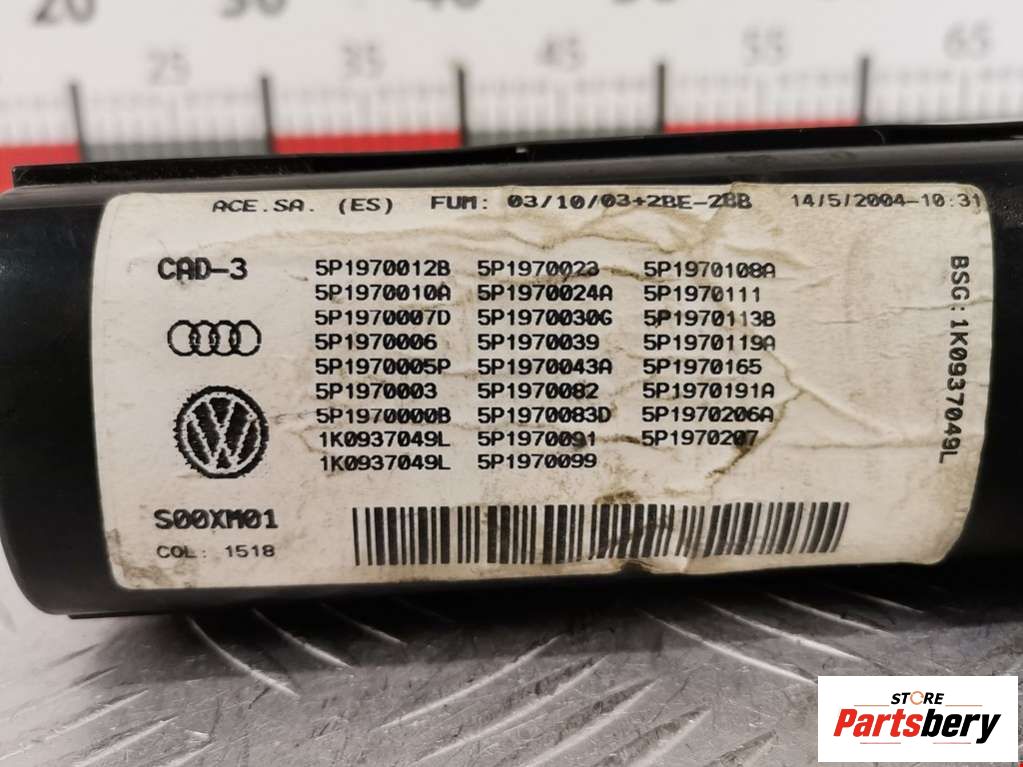 20 30 40 50 60
25 35 45 55 65
ACE.SA. (ES) FUM: 03/10/03+2BE-2BB 14/5/2004-10:31
CAD-3
5P1970012B 5P1970023 5P1970108A
5P1970010A 5P1970024A 5P1970111
5P1970007D 5P1970030G 5P1970113B
5P1970006 5P1970039 5P1970119A
5P1970005P 5P1970043A 5P1970165
5P1970003 5P1970082 5P1970191A
5P1970000B 5P1970083D 5P1970206A
1K0937049L 5P1970091 5P1970207
1K0937049L 5P1970099
S00XM01
COL: 1518
BSG:1K0937049L
STORE
Partsbery